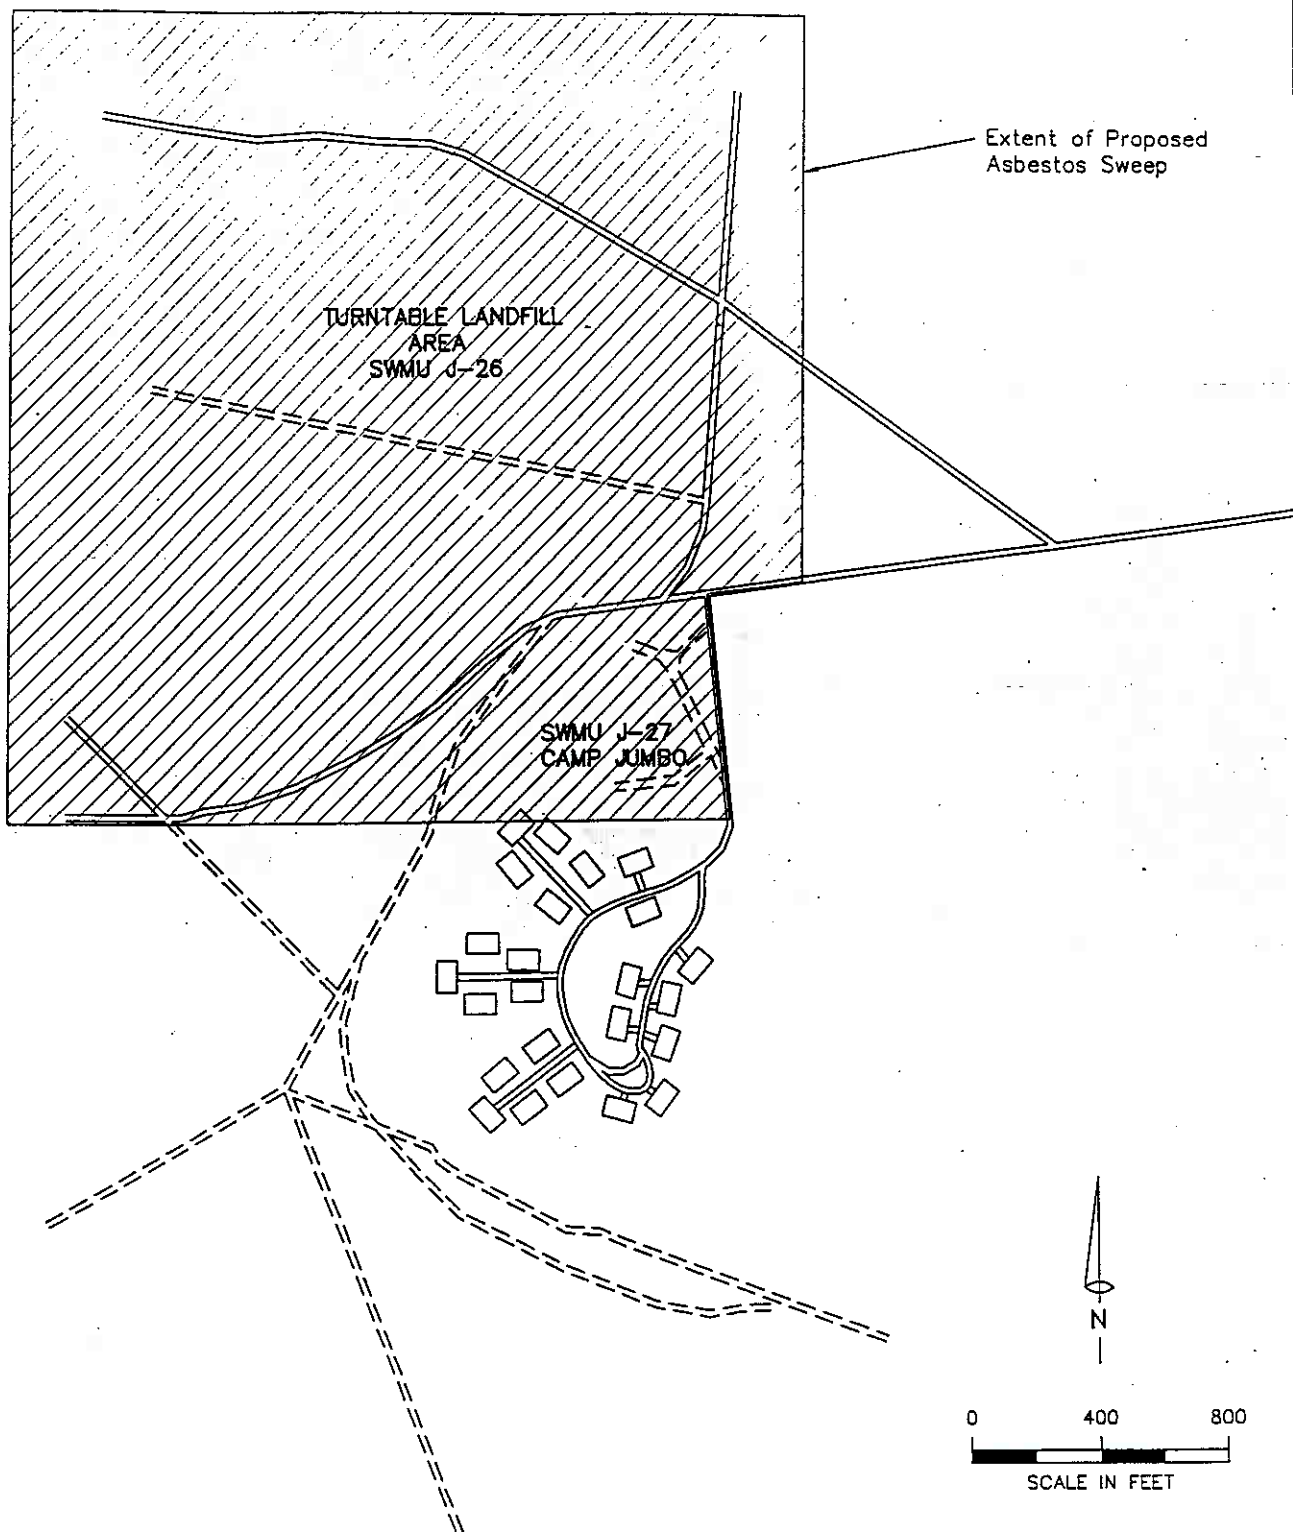 Extent of Proposed
Asbestos Sweep
TURNTABLE LANDFILL
AREA
SWMU J-26
SWMU J-27
CAMP JUMBO
N
0 400 800
SCALE IN FEET